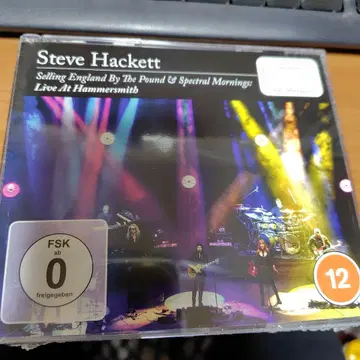 Steve Hackett
Selling England By The Pound & Spectral Mornings:
Live At Hammersmith
FSK
ab
0
freigegeben
12